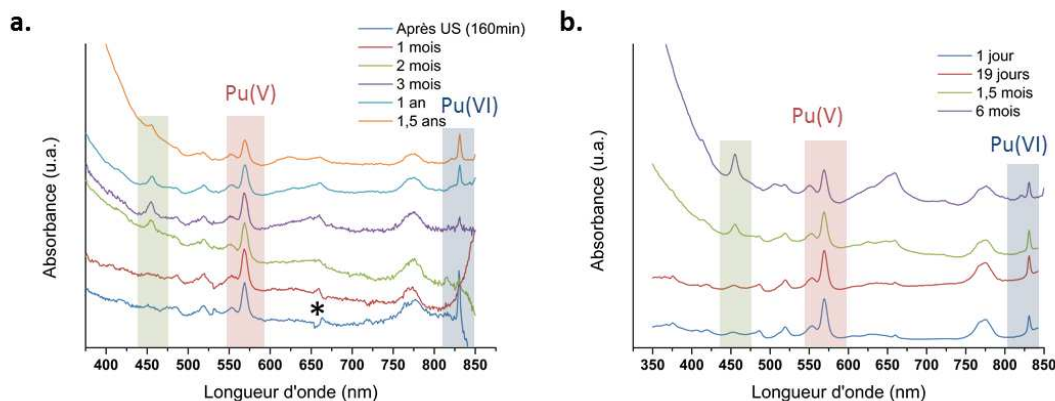 a.
Après US (160min)
1 mois
2 mois
3 mois
1 an
1,5 ans
Pu(V)
Pu(VI)
*
Absorbance (u.a.)
400 450 500 550 600 650 700 750 800 850
Longueur d'onde (nm)
b.
1 jour
19 jours
1,5 mois
6 mois
Pu(V)
Pu(VI)
Absorbance (u.a.)
350 400 450 500 550 600 650 700 750 800 850
Longueur d'onde (nm)